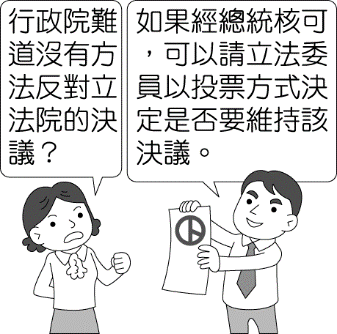 行政院難
道沒有方
法反對立
法院的決
議？
如果經總統核可
，可以請立法委
員以投票方式決
定是否要維持該
決議。